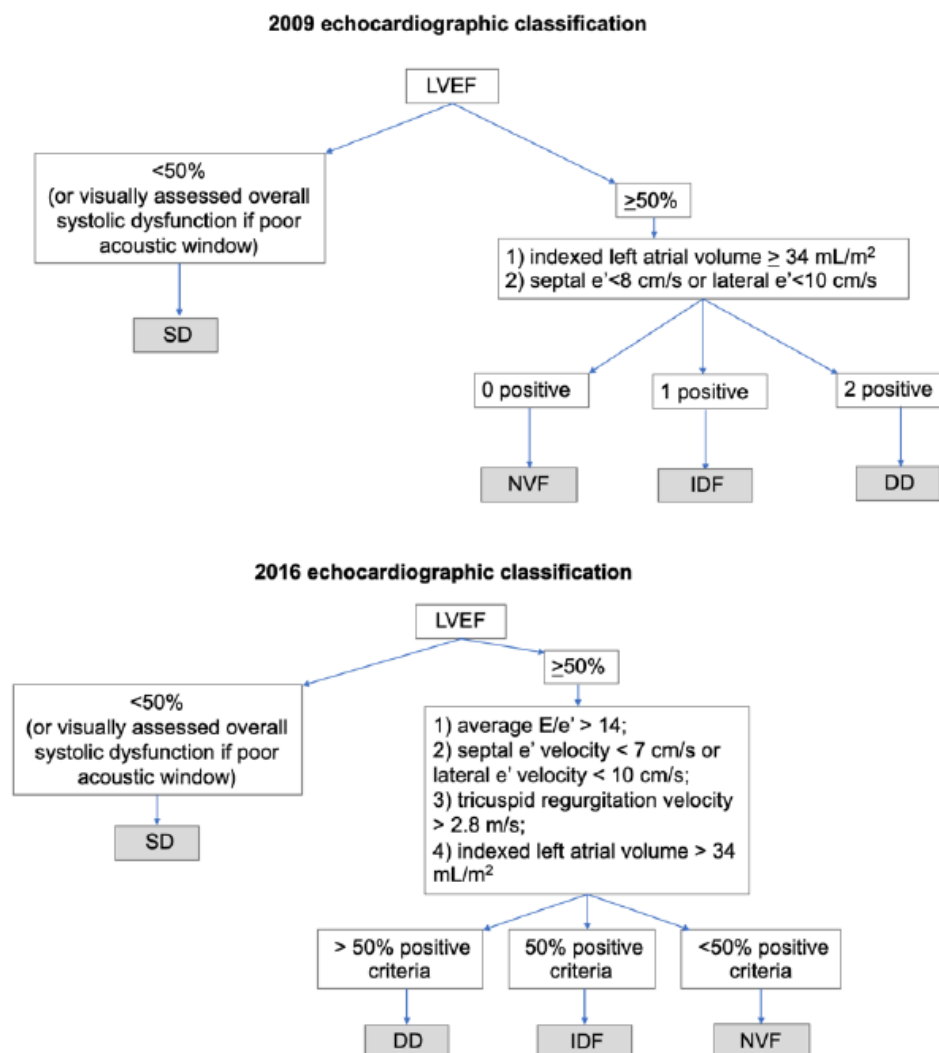 2009 echocardiographic classification
LVEF
<50%
(or visually assessed overall
systolic dysfunction if poor
acoustic window)
≥50%
1) indexed left atrial volume ≥ 34 mL/m²
2) septal e'<8 cm/s or lateral e'<10 cm/s
SD
0 positive
1 positive
2 positive
NVF
IDF
DD
2016 echocardiographic classification
LVEF
≥50%
<50%
(or visually assessed overall
systolic dysfunction if poor
acoustic window)
1) average E/e' > 14;
2) septal e' velocity < 7 cm/s or
lateral e' velocity < 10 cm/s;
3) tricuspid regurgitation velocity
> 2.8 m/s;
4) indexed left atrial volume > 34
mL/m²
SD
> 50% positive
criteria
50% positive
criteria
<50% positive
criteria
DD
IDF
NVF